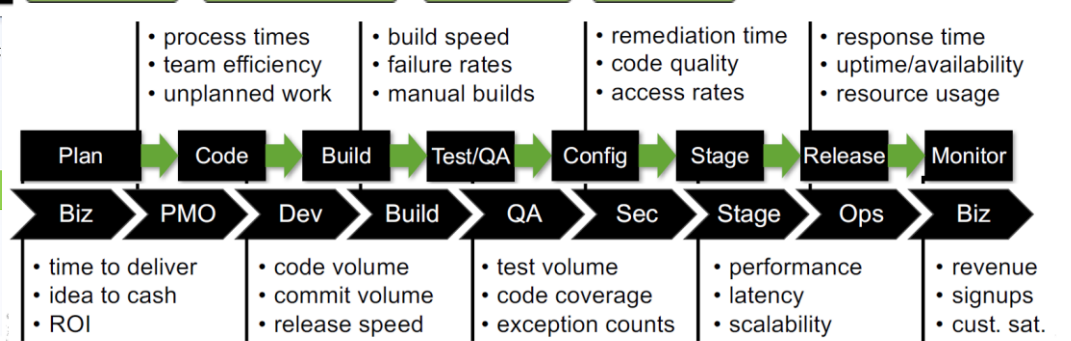 • process times
• team efficiency
• unplanned work
• build speed
• failure rates
• manual builds
• remediation time
• code quality
• access rates
• response time
• uptime/availability
• resource usage
Plan
Code
Build
Test/QA
Config
Stage
Release
Monitor
Biz
PMO
Dev
Build
QA
Sec
Stage
Ops
Biz
• time to deliver
• idea to cash
• ROI
• code volume
• commit volume
• release speed
• test volume
• code coverage
• exception counts
• performance
• latency
• scalability
• revenue
• signups
• cust. sat.